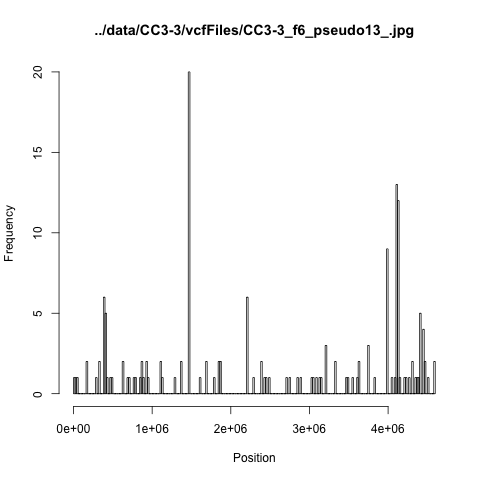 ../data/CC3-3/vcfFiles/CC3-3_f6_pseudo13_.jpg
20
15
10
5
0
Frequency
0e+00 1e+06 2e+06 3e+06 4e+06
Position